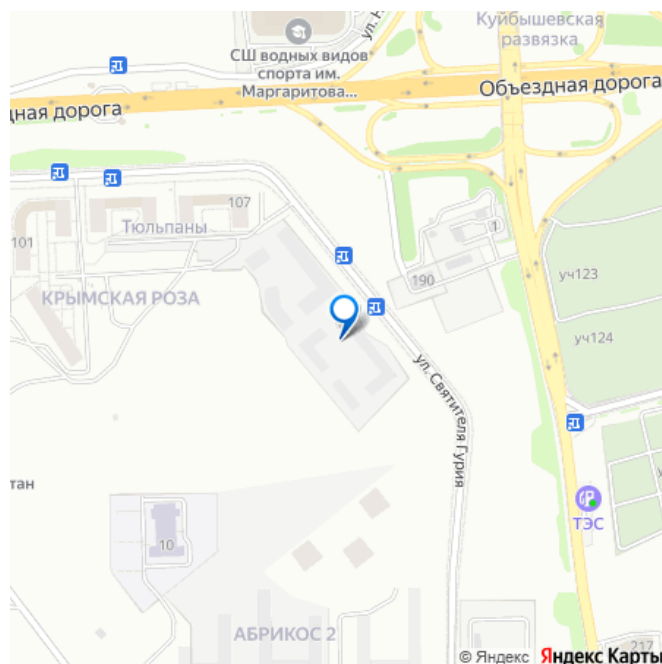 ул. Н
Куйбышевская
развязка
СШ водных видов
спорта им.
Маргаритова...
Объездная дорога
дная дорога
107
Тюльпаны
101
1
190
уч123
КРЫМСКАЯ РОЗА
уч124
ул. Святителя Гурия
тан
ТЭС
10
АБРИКОС 2
217
© Яндекс Яндекс Карты